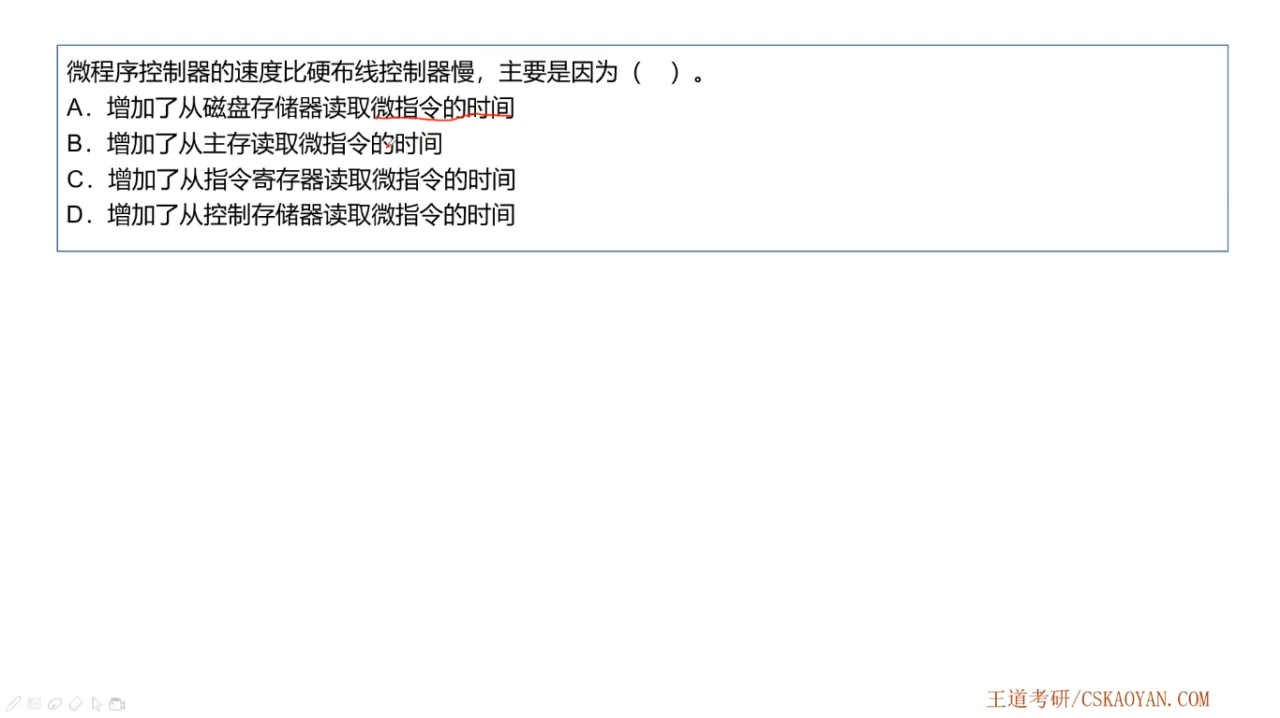 微程序控制器的速度比硬布线控制器慢，主要是因为（　）。
A．增加了从磁盘存储器读取微指令的时间
B．增加了从主存读取微指令的时间
C．增加了从指令寄存器读取微指令的时间
D．增加了从控制存储器读取微指令的时间
王道考研/CSKAOYAN.COM